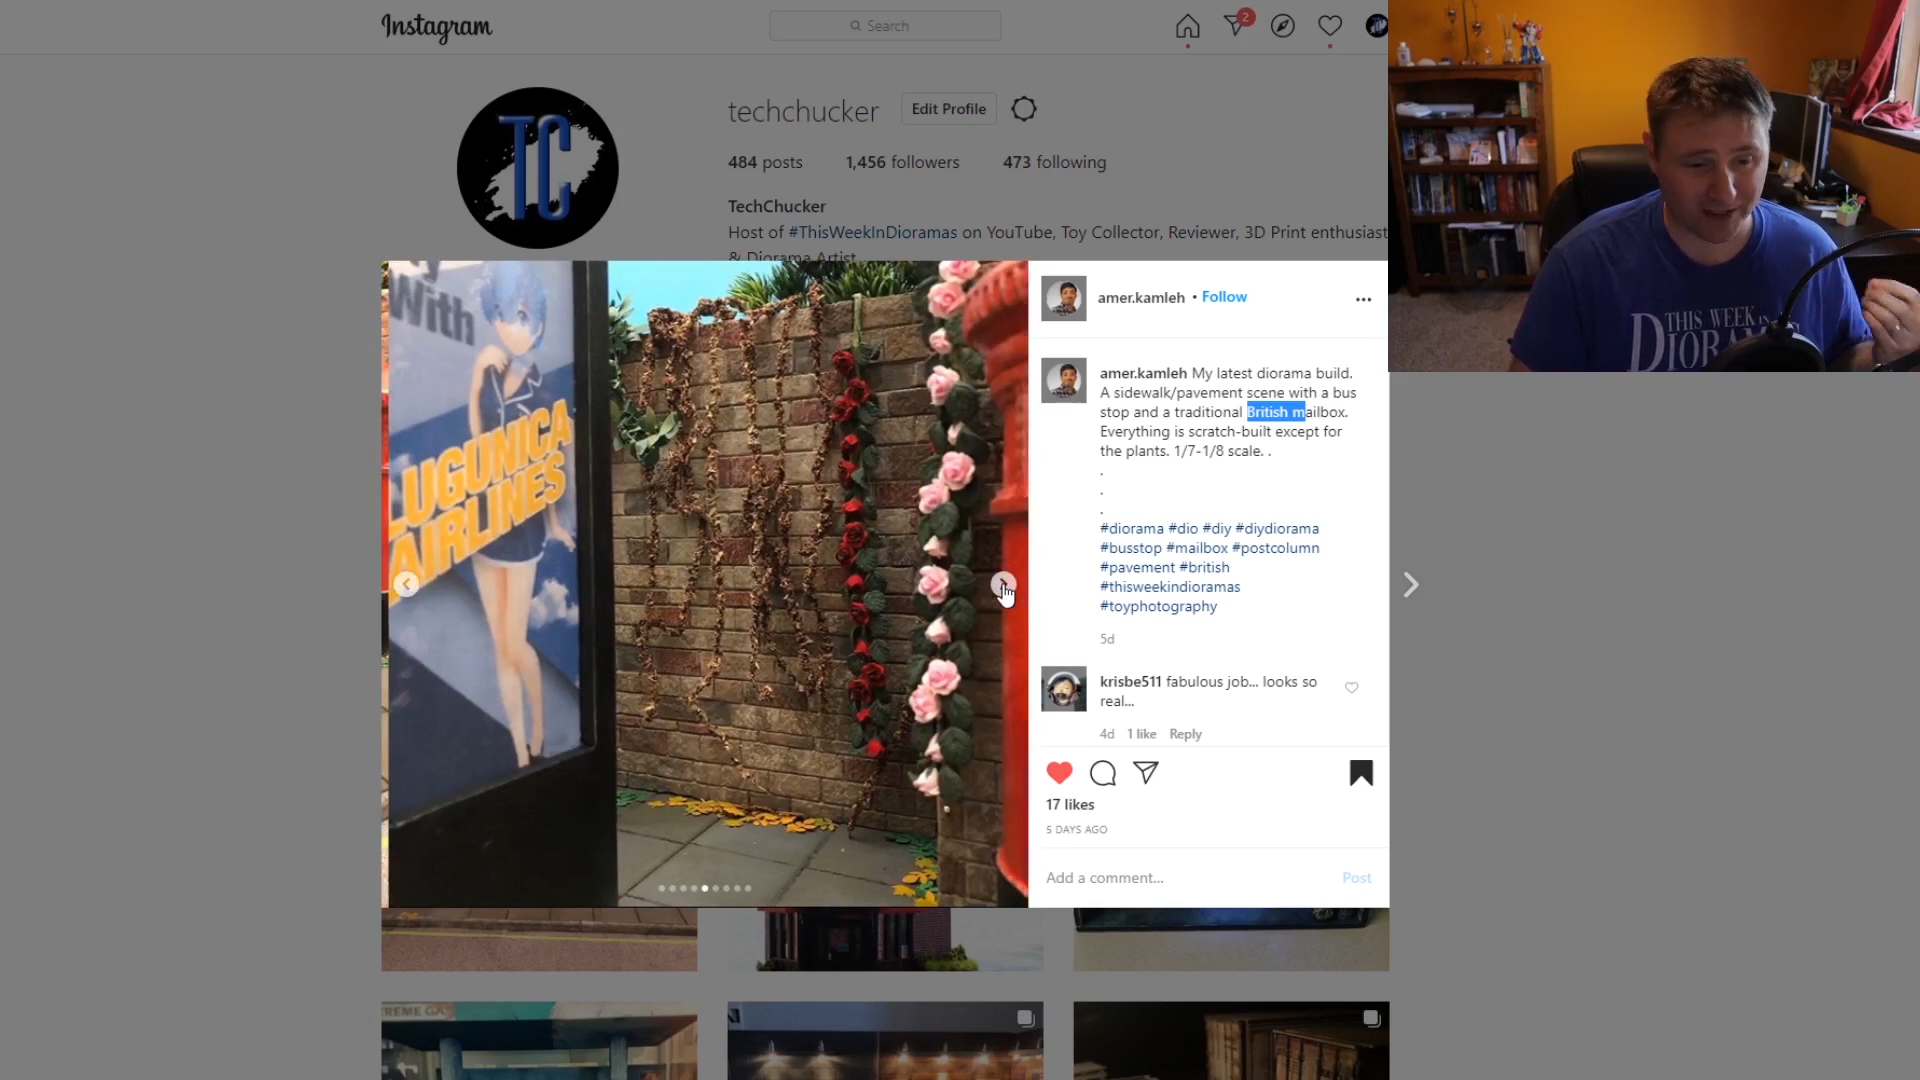 Instagram
Search
2
techchucker
Edit Profile
484 posts
1,456 followers
473 following
TechChucker
Host of #ThisWeekInDioramas on YouTube, Toy Collector, Reviewer, 3D Print enthusiast
& Diorama Artist
TC
With
LUGUNICA
AIRLINES
amer.kamleh • Follow
amer.kamleh My latest diorama build.
A sidewalk/pavement scene with a bus
stop and a traditional British mailbox.
Everything is scratch-built except for
the plants. 1/7-1/8 scale. .
.
.
.
#diorama #dio #diy #diydiorama
#busstop #mailbox #postcolumn
#pavement #british
#thisweekindioramas
#toyphotography
5d
krisbe511 fabulous job... looks so
real...
4d 1 like Reply
17 likes
5 DAYS AGO
Add a comment...
Post
THIS WEEK IN